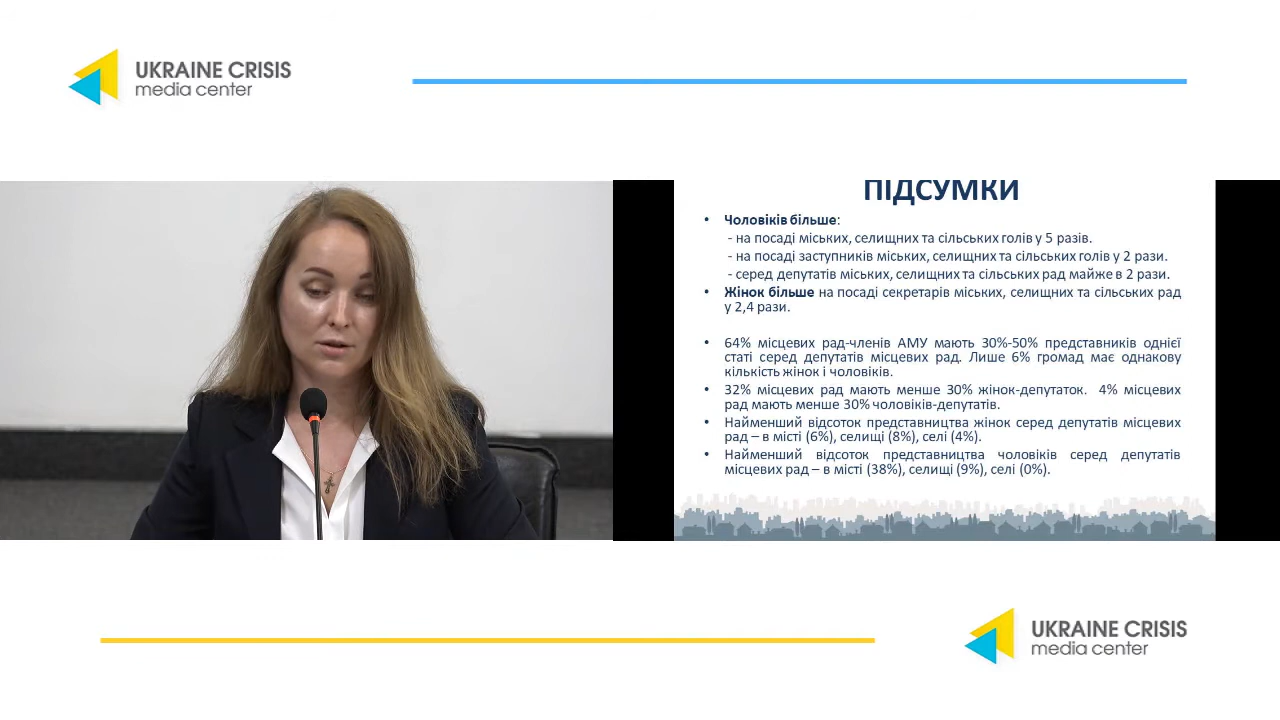 UKRAINE CRISIS
media center
ПІДСУМКИ
• Чоловіків більше:
- на посаді міських, селищних та сільських голів у 5 разів.
- на посаді заступників міських, селищних та сільських голів у 2 рази.
- серед депутатів міських, селищних та сільських рад майже в 2 рази.
• Жінок більше на посаді секретарів міських, селищних та сільських рад
у 2,4 рази.
• 64% місцевих рад-членів АМУ мають 30%-50% представників однієї
статі серед депутатів місцевих рад. Лише 6% громад має однакову
кількість жінок і чоловіків.
• 32% місцевих рад мають менше 30% жінок-депутаток. 4% місцевих
рад мають менше 30% чоловіків-депутатів.
• Найменший відсоток представництва жінок серед депутатів місцевих
рад – в місті (6%), селищі (8%), селі (4%).
• Найменший відсоток представництва чоловіків серед депутатів
місцевих рад – в місті (38%), селищі (9%), селі (0%).
UKRAINE CRISIS
media center